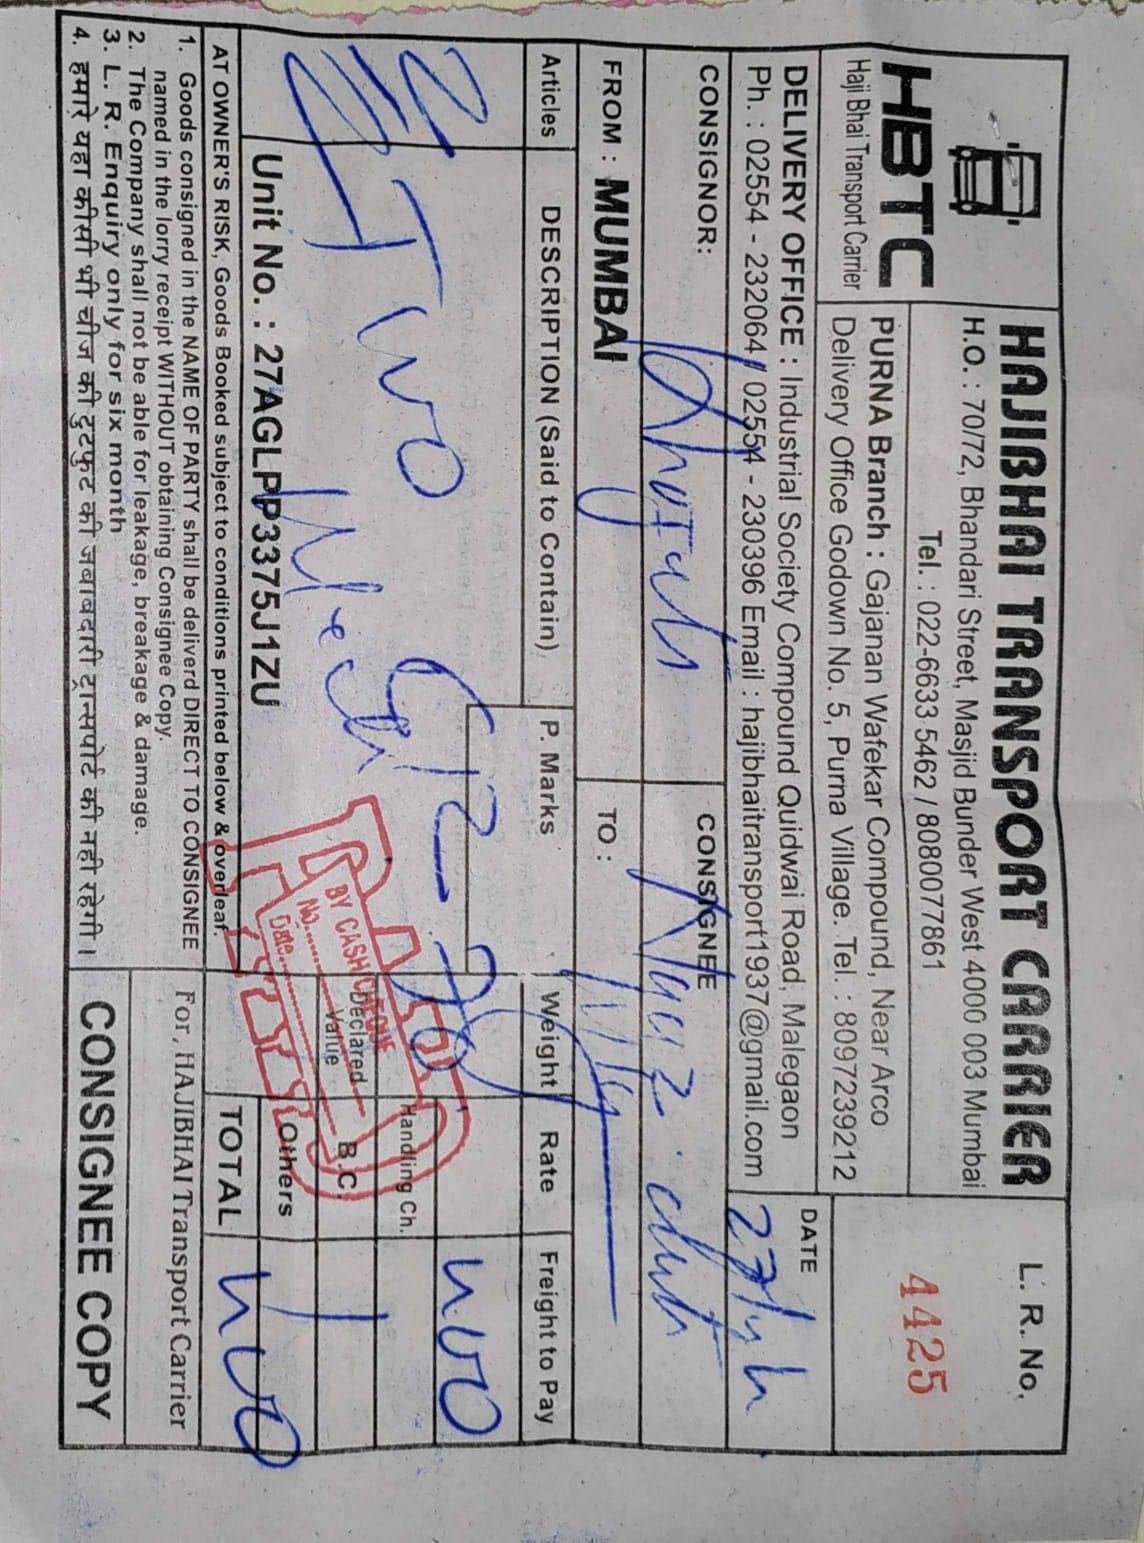 HBTC
Haji Bhai Transport Carrier
HAJIBHAI TRANSPORT CARRIER
H.O. : 70/72, Bhandari Street, Masjid Bunder West 4000 003 Mumbai
Tel. : 022-6633 5462 / 8080077861
L. R. No.
4425
PURNA Branch : Gajanan Wafekar Compound, Near Arco
Delivery Office Godown No. 5, Purna Village. Tel. : 8097239212
DELIVERY OFFICE : Industrial Society Compound Quidwai Road, Malegaon
Ph. : 02554 - 232064 / 02554 - 230396 Email : hajibhaitransport1937@gmail.com
DATE
CONSIGNOR:
CONSIGNEE
FROM : MUMBAI
TO :
Articles
DESCRIPTION (Said to Contain)
P. Marks
Weight
Rate
Freight to Pay
2
Two
Handling Ch.
Declared
Value
B.C.
Others
TOTAL
PAID
BY CASH/CHEQUE
No.
Date
Unit No. : 27AGLPP3375J1ZU
AT OWNER'S RISK, Goods Booked subject to conditions printed below & overleaf
1. Goods consigned in the NAME OF PARTY shall be deliverd DIRECT TO CONSIGNEE
named in the lorry receipt WITHOUT obtaining Consignee Copy.
2. The Company shall not be able for leakage, breakage & damage.
3. L. R. Enquiry only for six month
4. हमारे यहा कीसी भी चीज की टुटफुट की जवाबदारी ट्रान्सपोर्ट की नही रहेगी ।
For, HAJIBHAI Transport Carrier
CONSIGNEE COPY